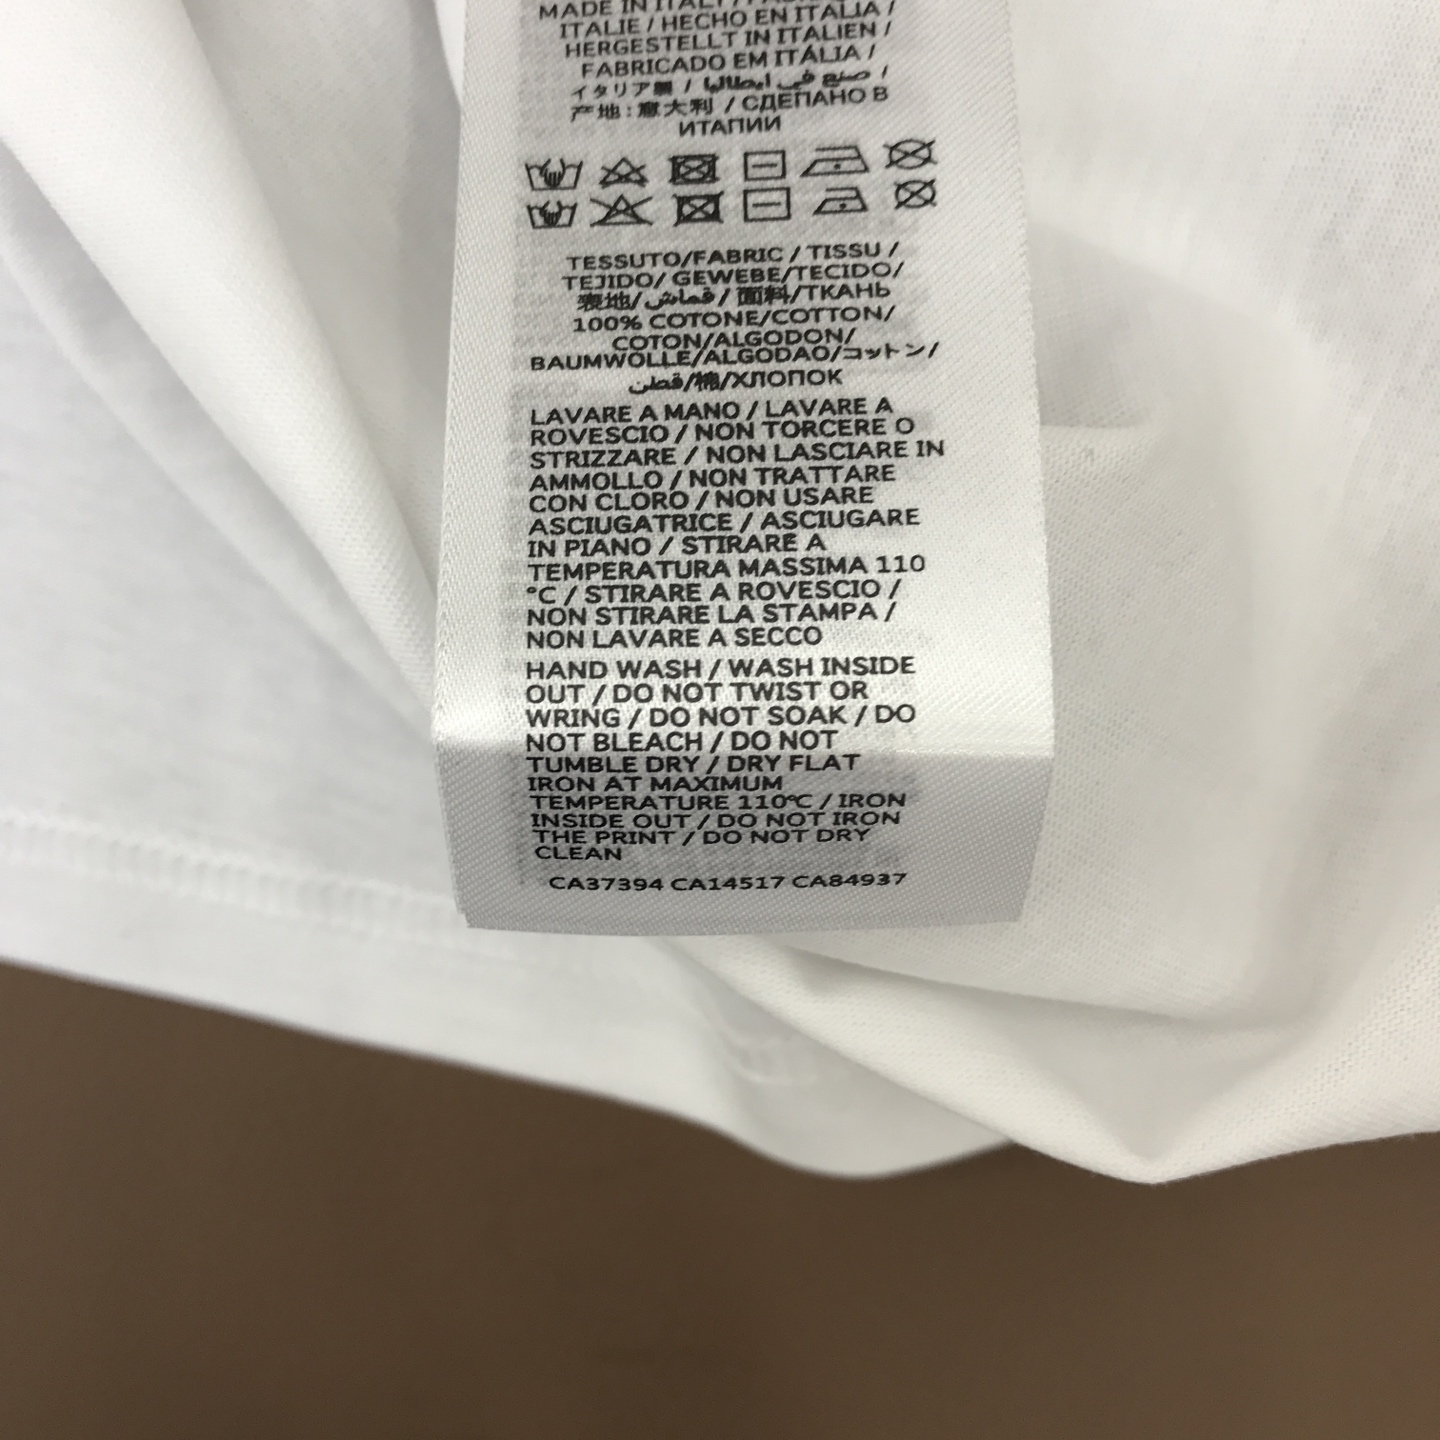 MADE IN ITALY /
ITALIE / HECHO EN ITALIA /
HERGESTELLT IN ITALIEN /
FABRICADO EM ITÁLIA /
イタリア製 / صنع في ايطاليا /
产地:意大利 / СДЕПАНО В
ИТАПИИ
TESSUTO/FABRIC / TISSU /
TEJIDO/ GEWEBE/TECIDO/
表地/ قماش / 面料/ТКАНЬ
100% COTONE/COTTON/
COTON/ALGODON/
BAUMWOLLE/ALGODAO/コットン/
قطن/棉/ХЛОПОК
LAVARE A MANO / LAVARE A
ROVESCIO / NON TORCERE O
STRIZZARE / NON LASCIARE IN
AMMOLLO / NON TRATTARE
CON CLORO / NON USARE
ASCIUGATRICE / ASCIUGARE
IN PIANO / STIRARE A
TEMPERATURA MASSIMA 110
°C / STIRARE A ROVESCIO /
NON STIRARE LA STAMPA /
NON LAVARE A SECCO
HAND WASH / WASH INSIDE
OUT / DO NOT TWIST OR
WRING / DO NOT SOAK / DO
NOT BLEACH / DO NOT
TUMBLE DRY / DRY FLAT
IRON AT MAXIMUM
TEMPERATURE 110°C / IRON
INSIDE OUT / DO NOT IRON
THE PRINT / DO NOT DRY
CLEAN
CA37394 CA14517 CA84937